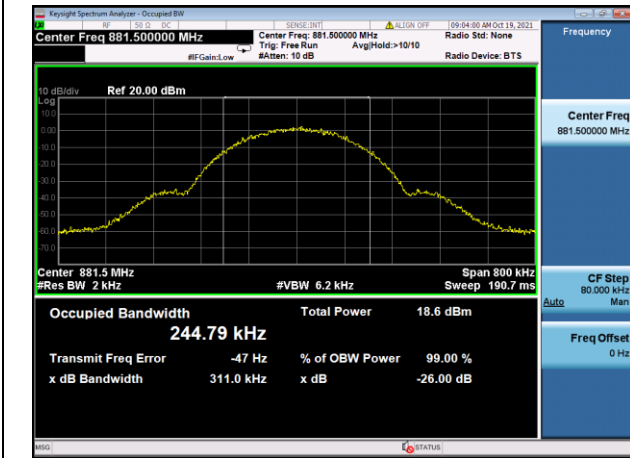 Keysight Spectrum Analyzer - Occupied BW
RF 50 Ω DC SENSE:INT ALIGN OFF 09:04:00 AM Oct 19, 2021
Center Freq 881.500000 MHz Center Freq: 881.500000 MHz Radio Std: None Frequency
Trig: Free Run Avg|Hold:>10/10
#IFGain:Low #Atten: 10 dB Radio Device: BTS
10 dB/div Ref 20.00 dBm
Log
10.0
0.00
-10.0
-20.0
-30.0
-40.0
-50.0
-60.0
-70.0
Center Freq
881.500000 MHz
Center 881.5 MHz Span 800 kHz
#Res BW 2 kHz #VBW 6.2 kHz Sweep 190.7 ms
CF Step
80.000 kHz
Auto Man
Occupied Bandwidth Total Power 18.6 dBm
244.79 kHz
Transmit Freq Error -47 Hz % of OBW Power 99.00 %
x dB Bandwidth 311.0 kHz x dB -26.00 dB
Freq Offset
0 Hz
MSG STATUS